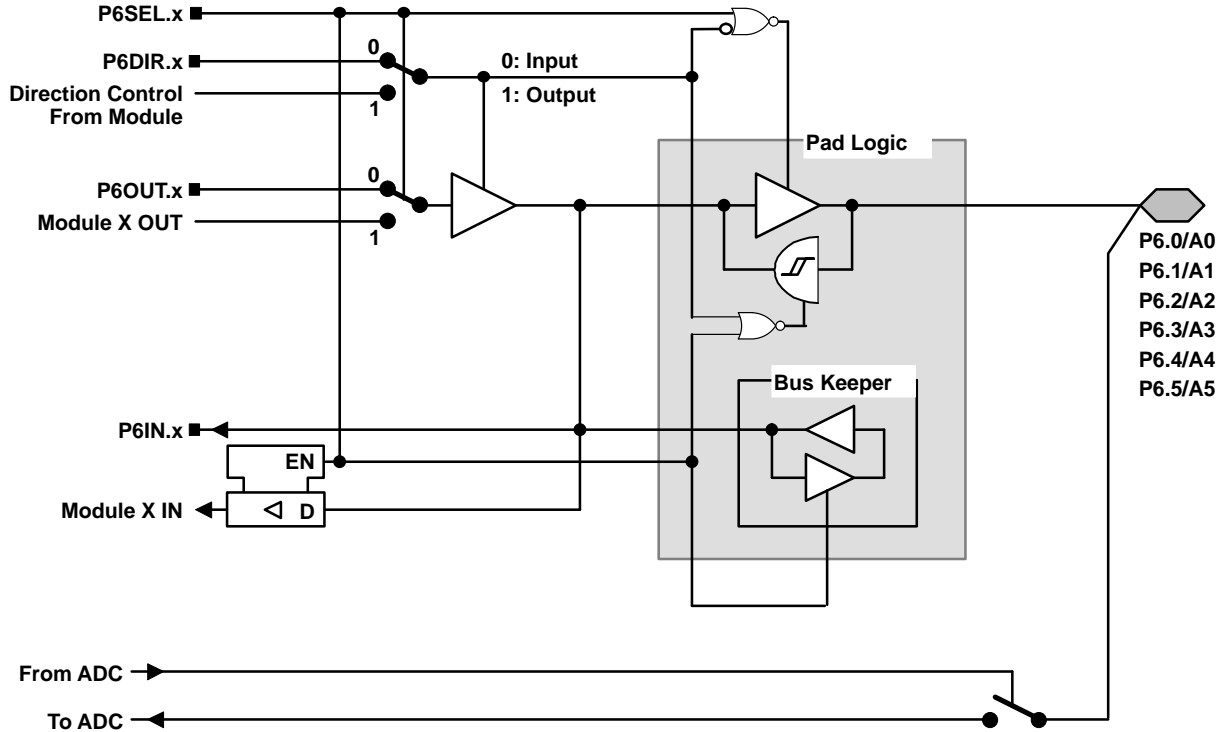 P6SEL.x
P6DIR.x
0
0: Input
Direction Control
From Module
1
1: Output
Pad Logic
P6OUT.x
0
Module X OUT
1
P6.0/A0
P6.1/A1
P6.2/A2
P6.3/A3
P6.4/A4
P6.5/A5
Bus Keeper
P6IN.x
EN
Module X IN
D
From ADC
To ADC